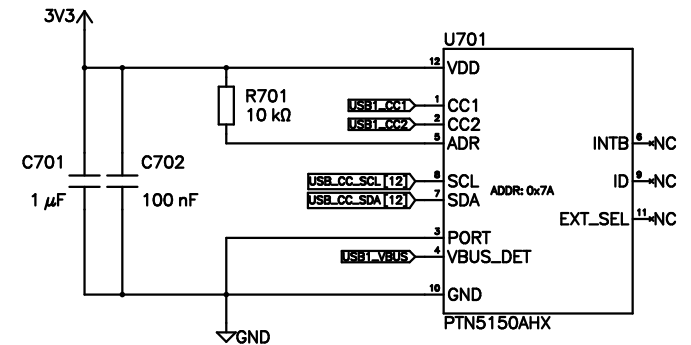 3V3
U701
12 VDD
R701
10 kΩ
USB1_CC1 1 CC1
USB1_CC2 2 CC2
5 ADR
INTB 6 NC
C701
C702
1 µF
100 nF
USB_CC_SCL [12] 8 SCL
ADDR: 0x7A
ID 9 NC
USB_CC_SDA [12] 7 SDA
EXT_SEL 11 NC
3 PORT
USB1_VBUS 4 VBUS_DET
10 GND
PTN5150AHX
GND